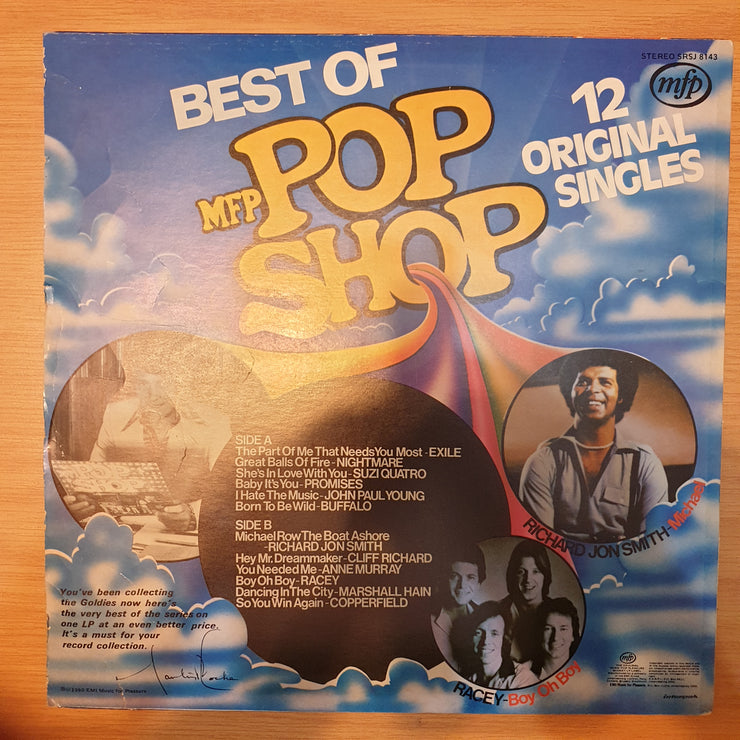 STEREO SRSJ 8143
mfp
BEST OF
MFP POP
SHOP
12
ORIGINAL
SINGLES
SIDE A
The Part Of Me That Needs You Most-EXILE
Great Balls Of Fire-NIGHTMARE
She's In Love With You-SUZI QUATRO
Baby It's You-PROMISES
I Hate The Music-JOHN PAUL YOUNG
Born To Be Wild-BUFFALO
SIDE B
Michael Row The Boat Ashore
-RICHARD JON SMITH
Hey Mr. Dreammaker-CLIFF RICHARD
You Needed Me-ANNE MURRAY
Boy Oh Boy-RACEY
Dancing In The City-MARSHALL HAIN
So You Win Again-COPPERFIELD
RICHARD JON SMITH-Michael
RACEY-Boy Oh Boy
You've been collecting
the Goldies now here's
the very best of the series on
one LP at an even better price.
It's a must for your
record collection.
1980 EMI Music for Pleasure
mfp